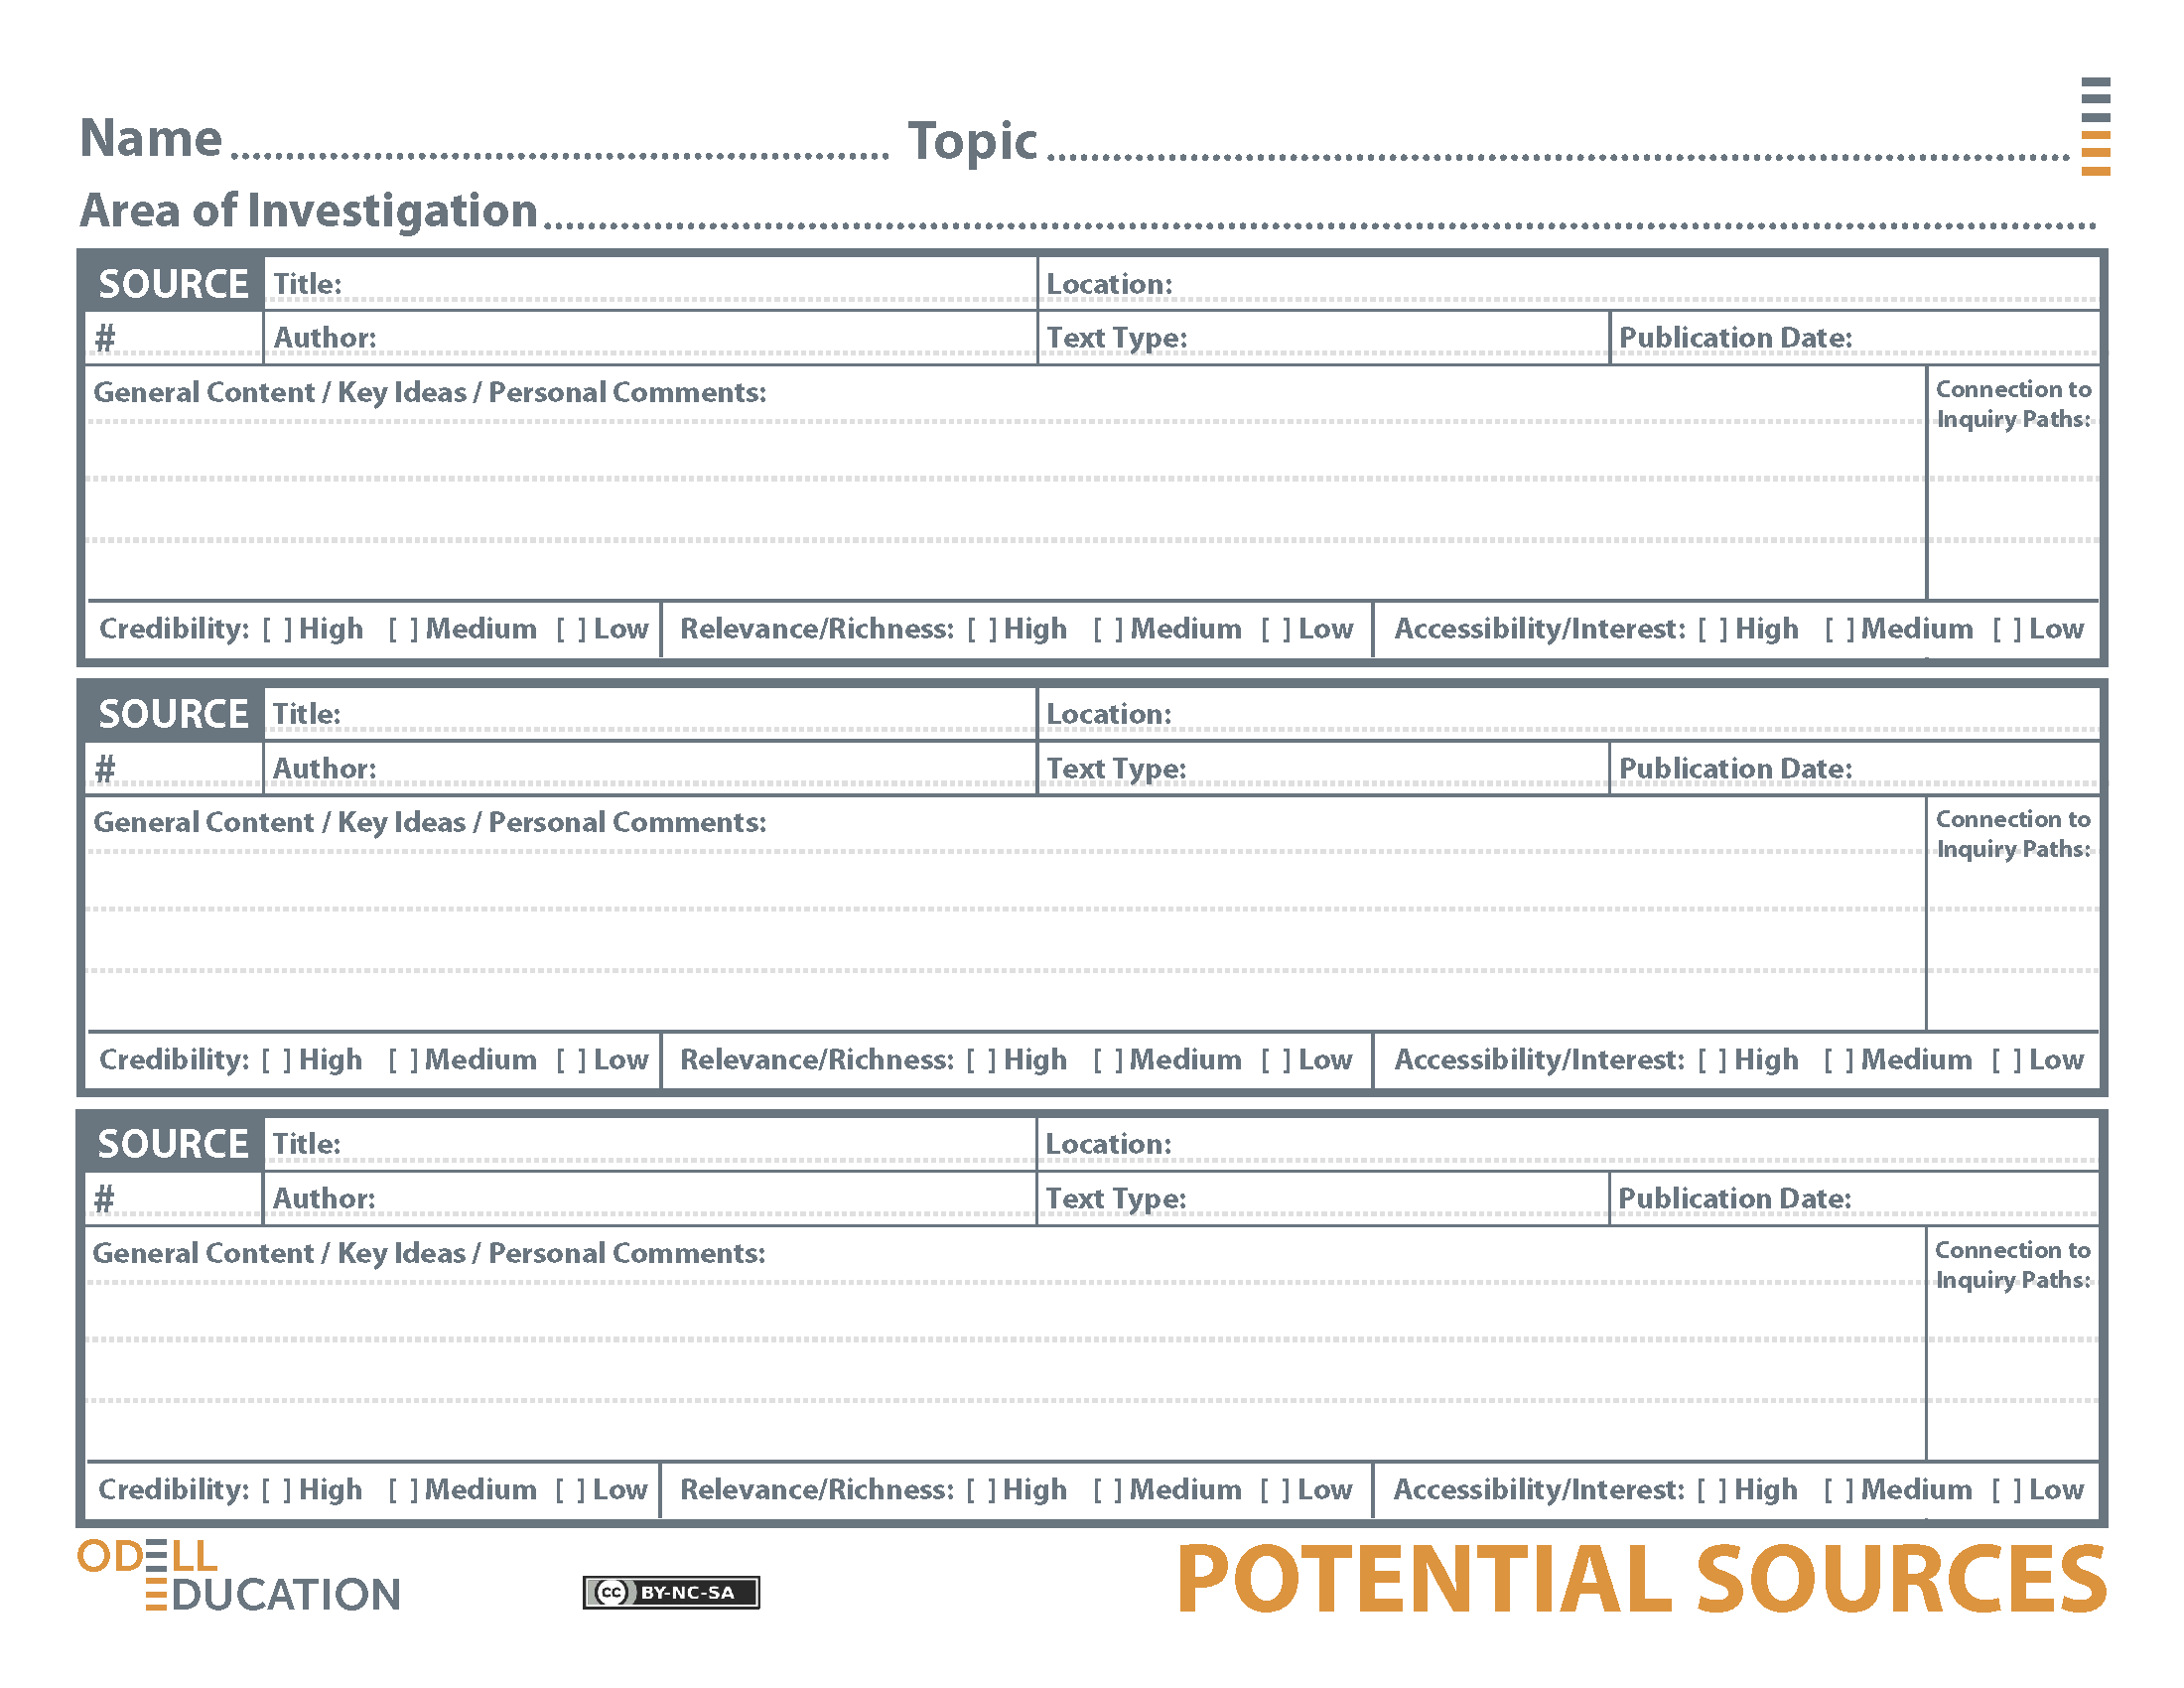 Name Topic
Area of Investigation
SOURCE Title: Location:
# Author: Text Type: Publication Date:
General Content / Key Ideas / Personal Comments: Connection to
Inquiry Paths:
Credibility: [ ] High [ ] Medium [ ] Low Relevance/Richness: [ ] High [ ] Medium [ ] Low Accessibility/Interest: [ ] High [ ] Medium [ ] Low
SOURCE Title: Location:
# Author: Text Type: Publication Date:
General Content / Key Ideas / Personal Comments: Connection to
Inquiry Paths:
Credibility: [ ] High [ ] Medium [ ] Low Relevance/Richness: [ ] High [ ] Medium [ ] Low Accessibility/Interest: [ ] High [ ] Medium [ ] Low
SOURCE Title: Location:
# Author: Text Type: Publication Date:
General Content / Key Ideas / Personal Comments: Connection to
Inquiry Paths:
Credibility: [ ] High [ ] Medium [ ] Low Relevance/Richness: [ ] High [ ] Medium [ ] Low Accessibility/Interest: [ ] High [ ] Medium [ ] Low
ODELL
EDUCATION
cc BY-NC-SA
POTENTIAL SOURCES